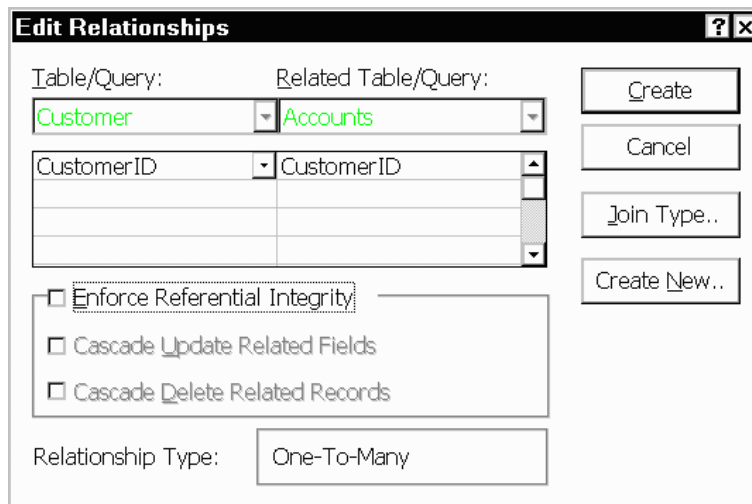 Edit Relationships ? X
Table/Query: Related Table/Query:
Customer Accounts
CustomerID CustomerID
Enforce Referential Integrity
Cascade Update Related Fields
Cascade Delete Related Records
Relationship Type: One-To-Many
Create
Cancel
Join Type..
Create New..